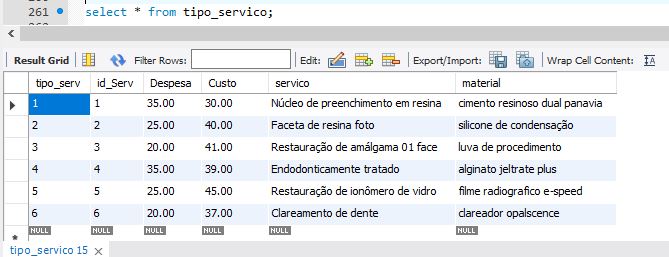 261 select * from tipo_servico;
Result Grid Filter Rows: Edit: Export/Import: Wrap Cell Content:
tipo_serv id_Serv Despesa Custo servico material
1 1 35.00 30.00 Núcleo de preenchimento em resina cimento resinoso dual panavia
2 2 25.00 40.00 Faceta de resina foto silicone de condensação
3 3 20.00 41.00 Restauração de amálgama 01 face luva de procedimento
4 4 35.00 39.00 Endodonticamente tratado alginato jeltrate plus
5 5 25.00 45.00 Restauração de ionômero de vidro filme radiografico e-speed
6 6 20.00 37.00 Clareamento de dente clareador opalscence
NULL NULL NULL NULL NULL NULL
tipo_servico 15